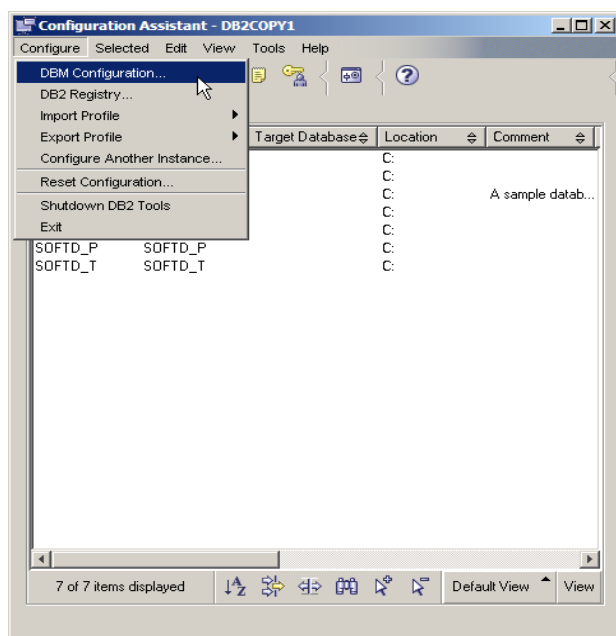 Configuration Assistant - DB2COPY1
Configure Selected Edit View Tools Help
DBM Configuration...
DB2 Registry...
Import Profile
Export Profile
Configure Another Instance...
Reset Configuration...
Shutdown DB2 Tools
Exit
Target Database Location Comment
C:
C:
C: A sample datab...
C:
C:
SOFTD_P SOFTD_P C:
SOFTD_T SOFTD_T C:
7 of 7 items displayed Default View View